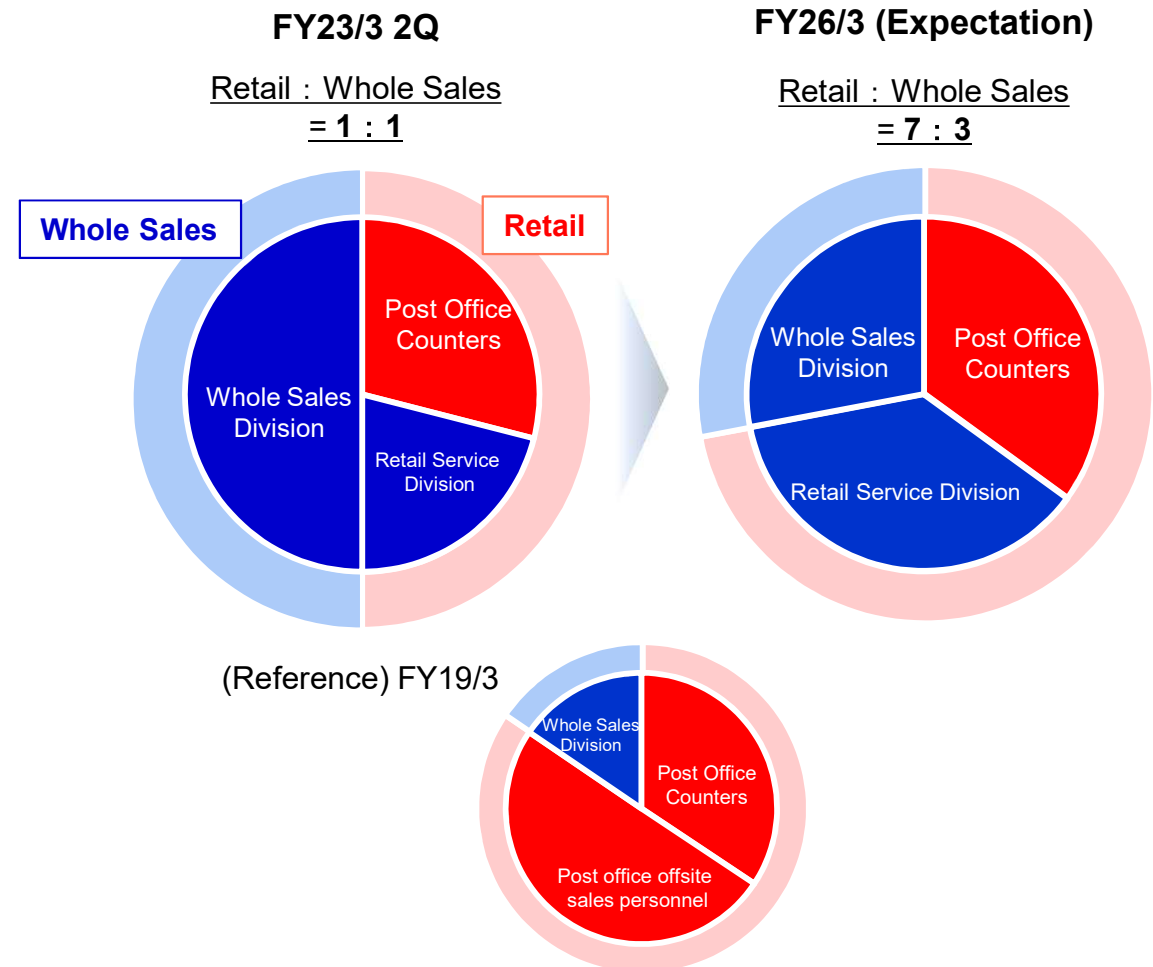 FY23/3 2Q
Retail : Whole Sales
= 1 : 1
Whole Sales
Retail
Post Office
Counters
Whole Sales
Division
Retail Service
Division
FY26/3 (Expectation)
Retail : Whole Sales
= 7 : 3
Whole Sales
Division
Post Office
Counters
Retail Service Division
(Reference) FY19/3
Whole Sales
Division
Post Office
Counters
Post office offsite
sales personnel